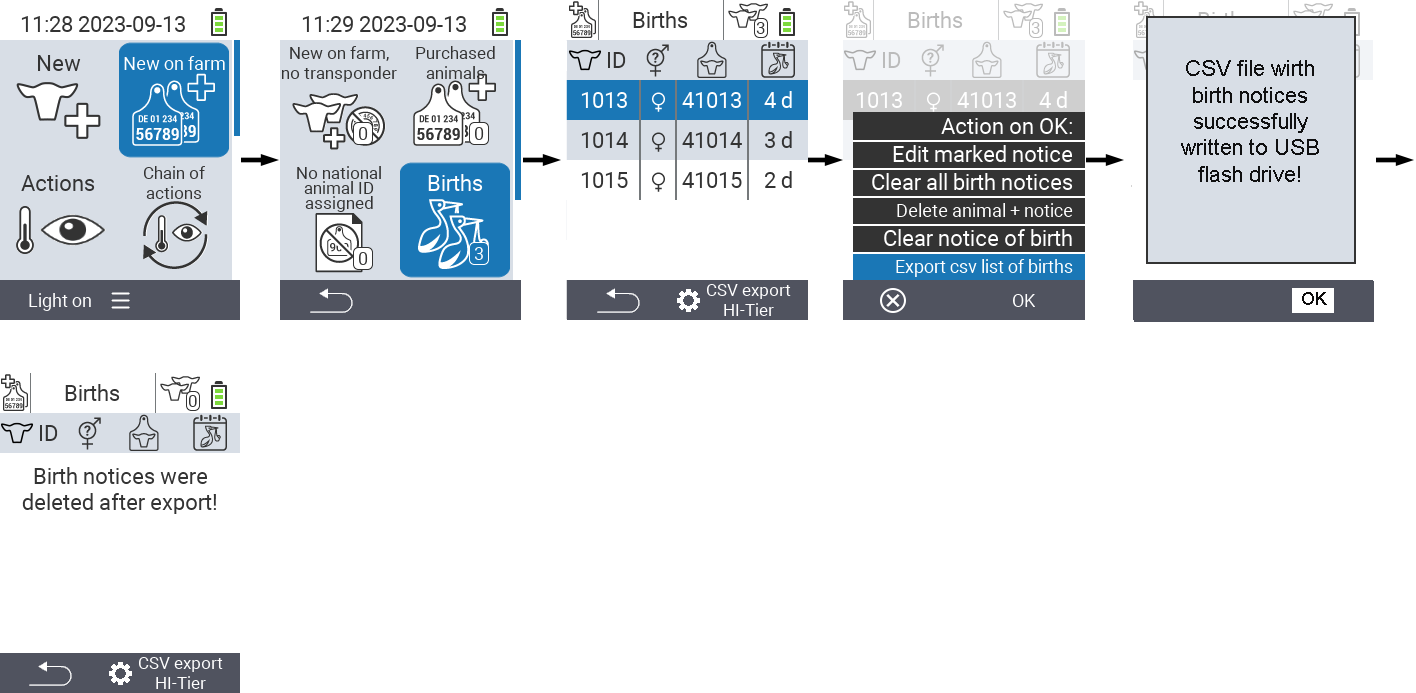 11:28 2023-09-13
New
New on farm
DE 01 234
56789
Actions
Chain of
actions
Light on
11:29 2023-09-13
New on farm,
no transponder
0
Purchased
animals
DE 01 234
56789
0
No national
animal ID
assigned
0
Births
3
Births
3
ID
1013 41013 4 d
1014 41014 3 d
1015 41015 2 d
CSV export
HI-Tier
Births
3
ID
1013 41013 4 d
Action on OK:
Edit marked notice
Clear all birth notices
Delete animal + notice
Clear notice of birth
Export csv list of births
OK
CSV file wirth
birth notices
successfully
written to USB
flash drive!
OK
Births
0
ID
Birth notices were
deleted after export!
CSV export
HI-Tier